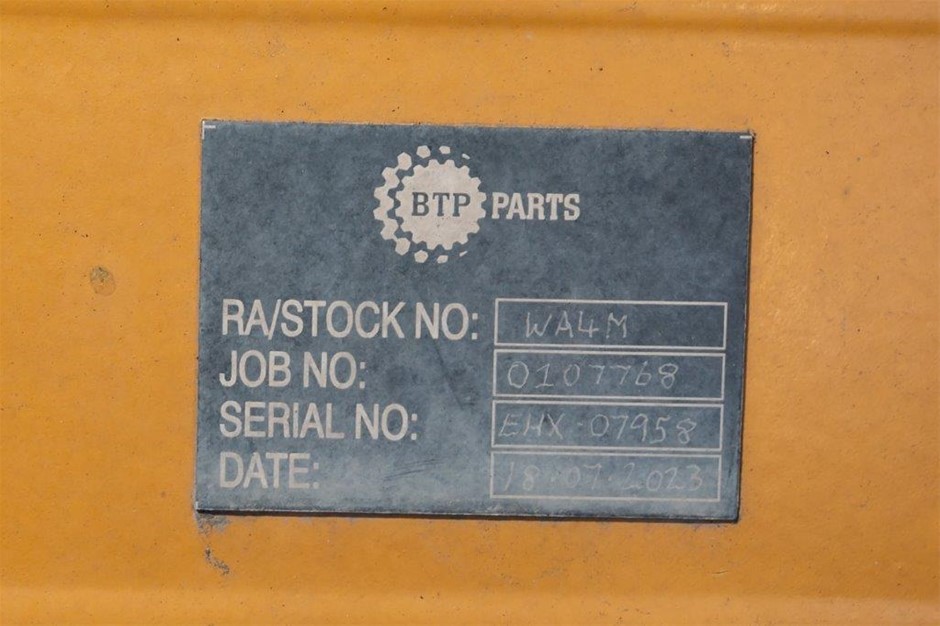 BTP PARTS
RA/STOCK NO: WA4M
JOB NO: 0107768
SERIAL NO: EHX-07958
DATE: 18.07.2023